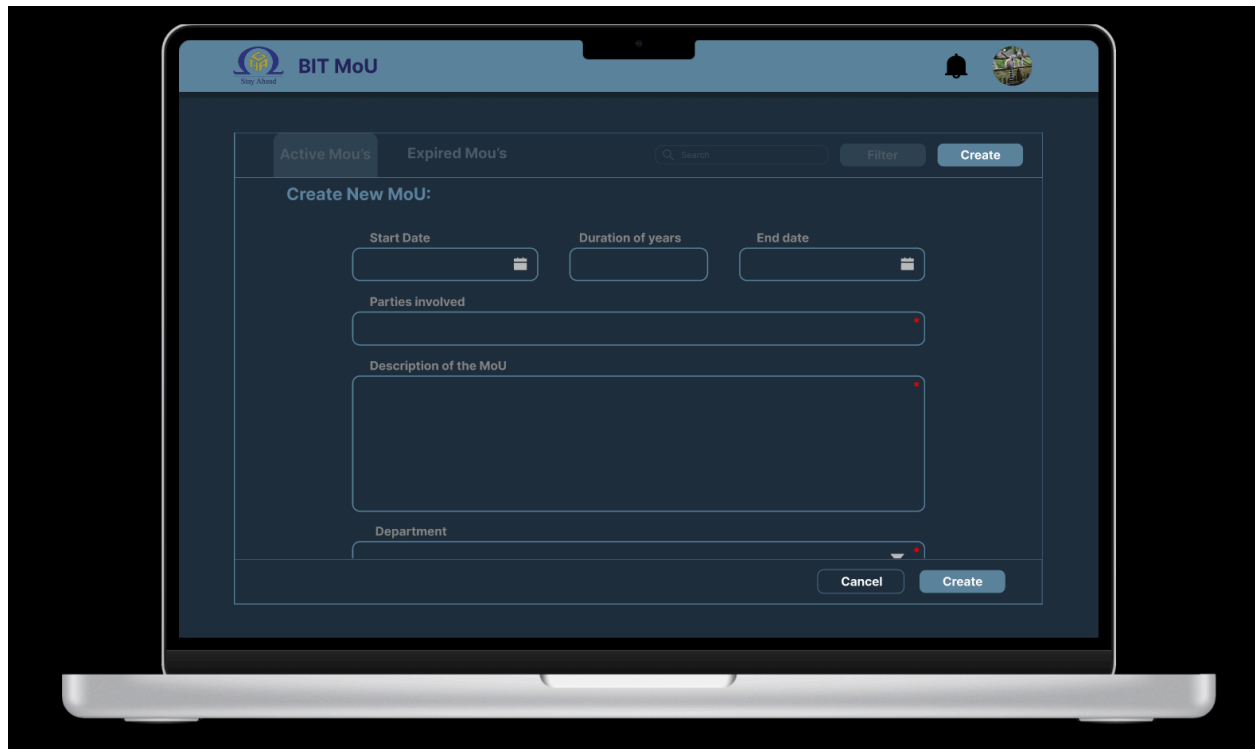 Stay Ahead
BIT MoU
Active Mou's
Expired Mou's
Search
Filter
Create
Create New MoU:
Start Date
Duration of years
End date
Parties involved
Description of the MoU
Department
Cancel
Create